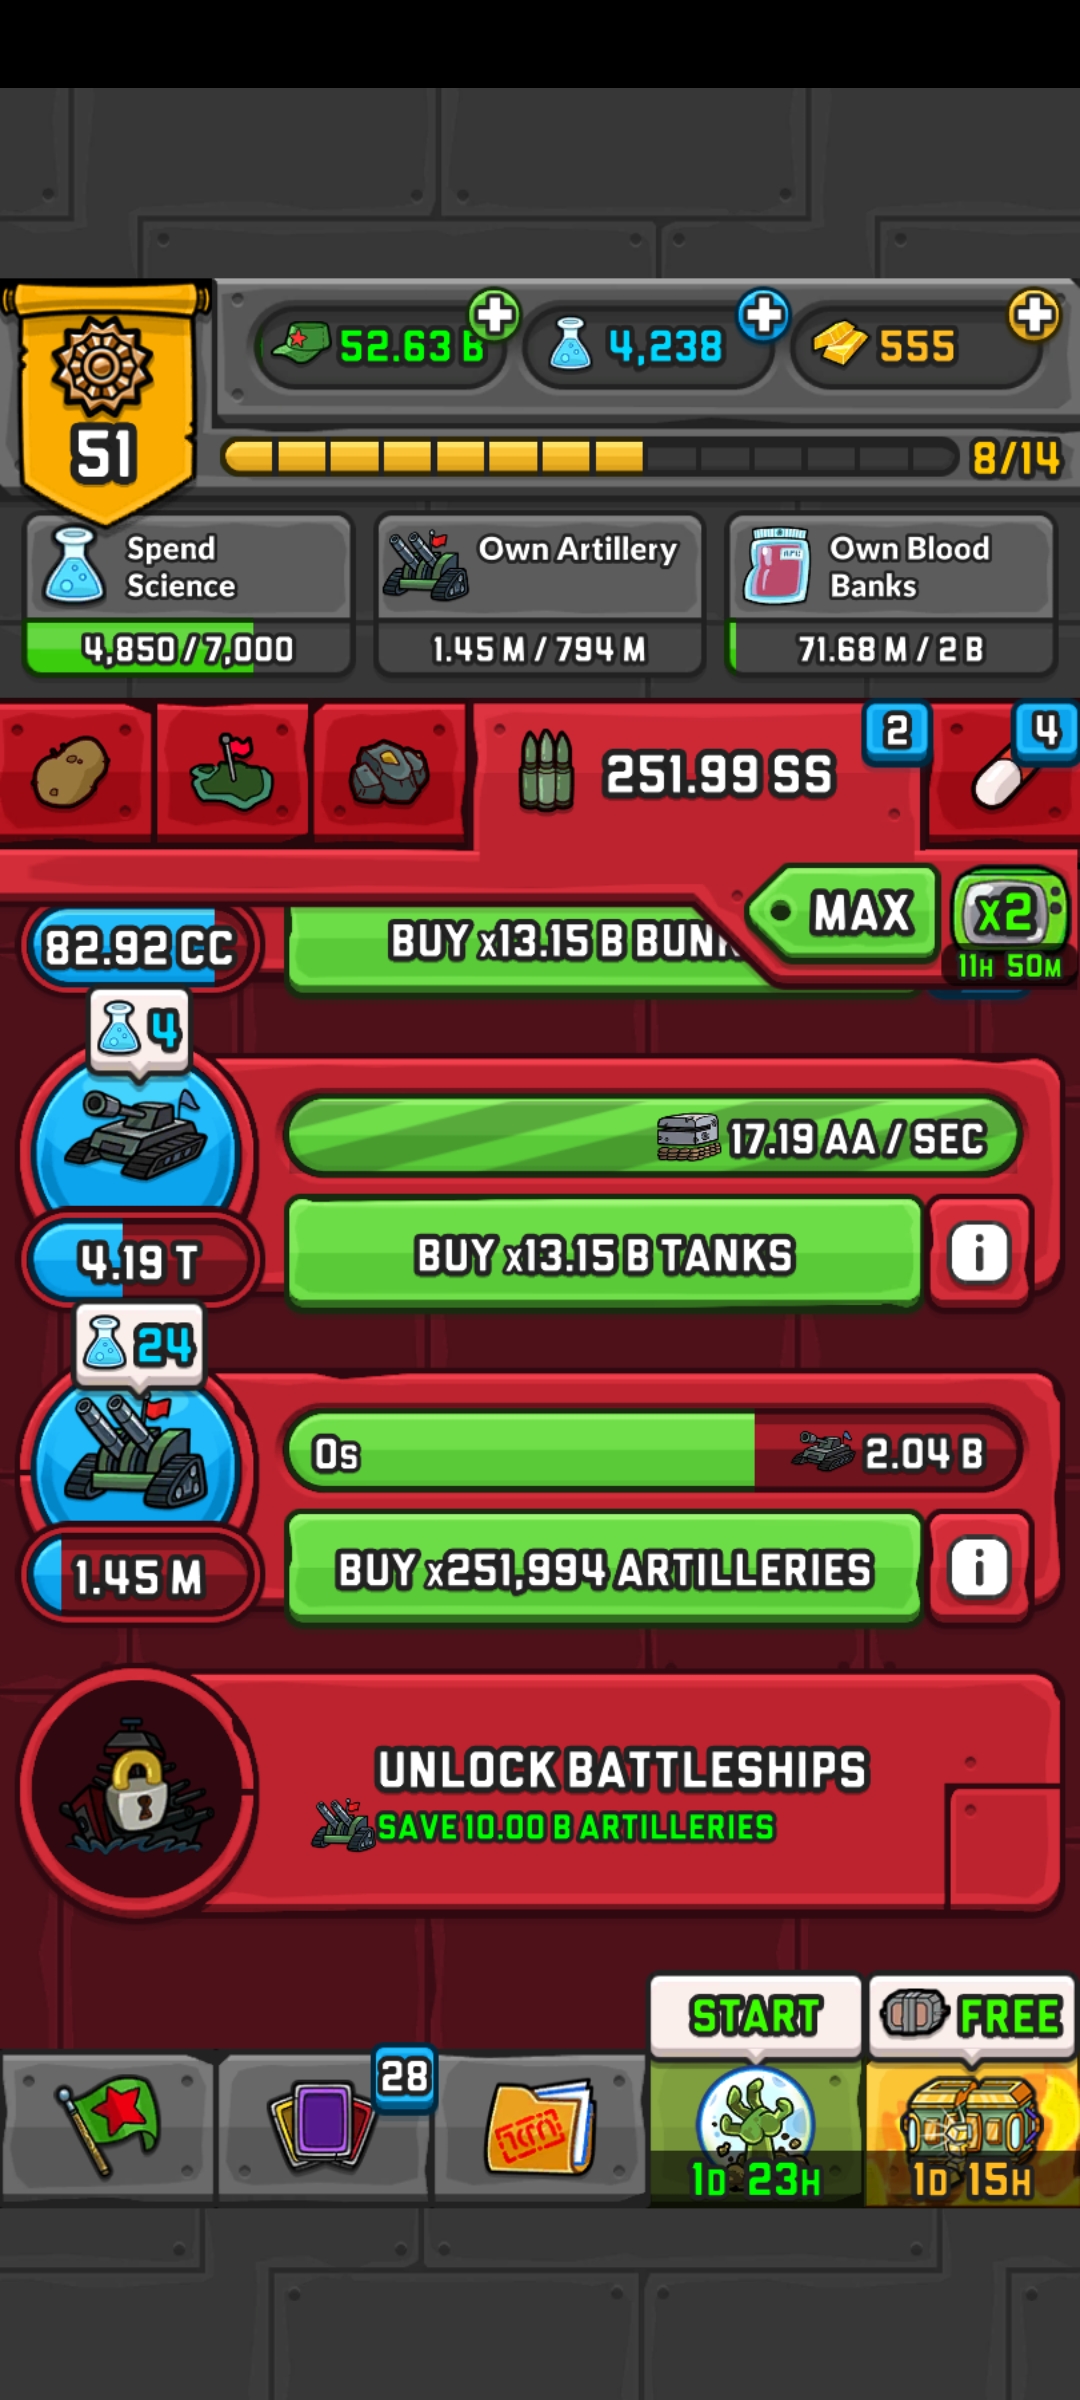 52.63 B
4,238
555
51
8/14
Spend
Science
4,850/7,000
Own Artillery
1.45 M/794 M
Own Blood
Banks
71.68 M/2 B
251.99 SS
2
4
MAX
x2
11H 50M
82.92 CC
BUY x13.15 B
4
17.19 AA/SEC
4.19 T
BUY x13.15 B TANKS
i
24
0s
2.04 B
1.45 M
BUY x251,994 ARTILLERIES
i
UNLOCK BATTLESHIPS
SAVE 10.00 B ARTILLERIES
START
FREE
28
1D 23H
1D 15H